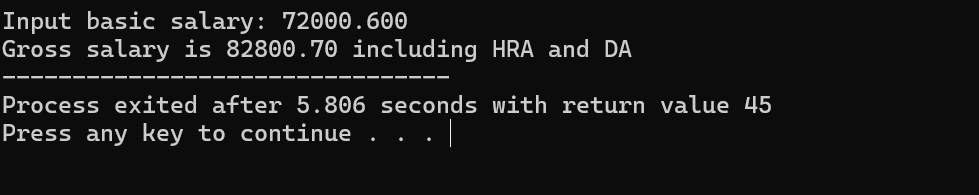 Input basic salary: 72000.600
Gross salary is 82800.70 including HRA and DA
--------------------------------
Process exited after 5.806 seconds with return value 45
Press any key to continue . . .